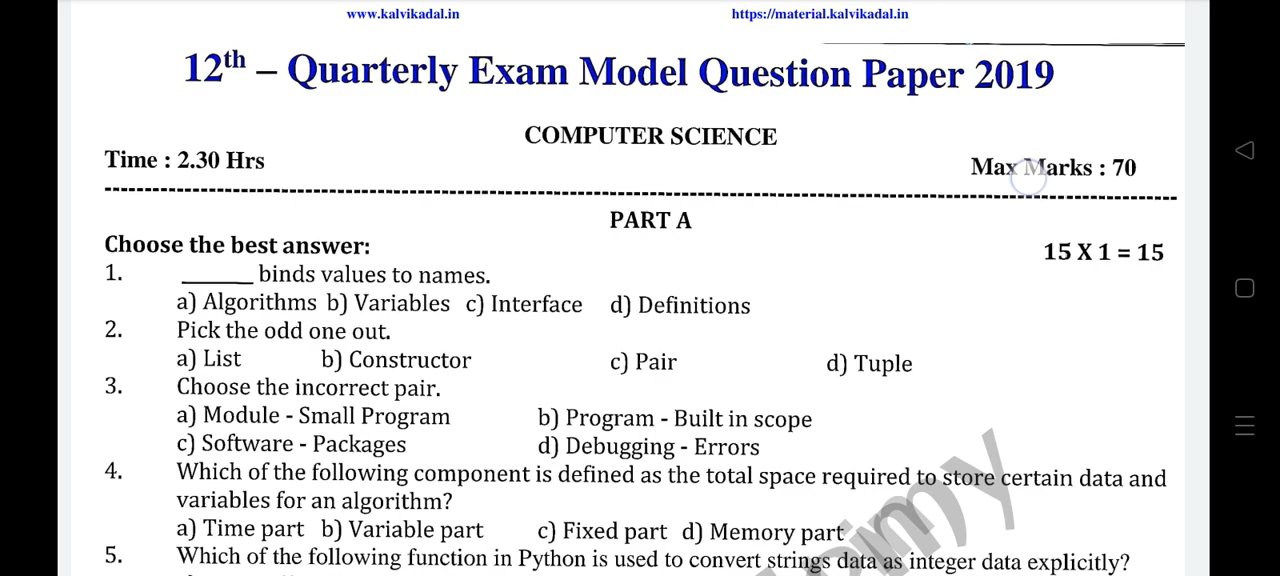 www.kalvikadal.in https://material.kalvikadal.in
12th – Quarterly Exam Model Question Paper 2019
COMPUTER SCIENCE
Time : 2.30 Hrs Max Marks : 70
PART A
Choose the best answer: 15 X 1 = 15
1. ______ binds values to names.
a) Algorithms b) Variables c) Interface d) Definitions
2. Pick the odd one out.
a) List b) Constructor c) Pair d) Tuple
3. Choose the incorrect pair.
a) Module - Small Program b) Program - Built in scope
c) Software - Packages d) Debugging - Errors
4. Which of the following component is defined as the total space required to store certain data and
variables for an algorithm?
a) Time part b) Variable part c) Fixed part d) Memory part
5. Which of the following function in Python is used to convert strings data as integer data explicitly?